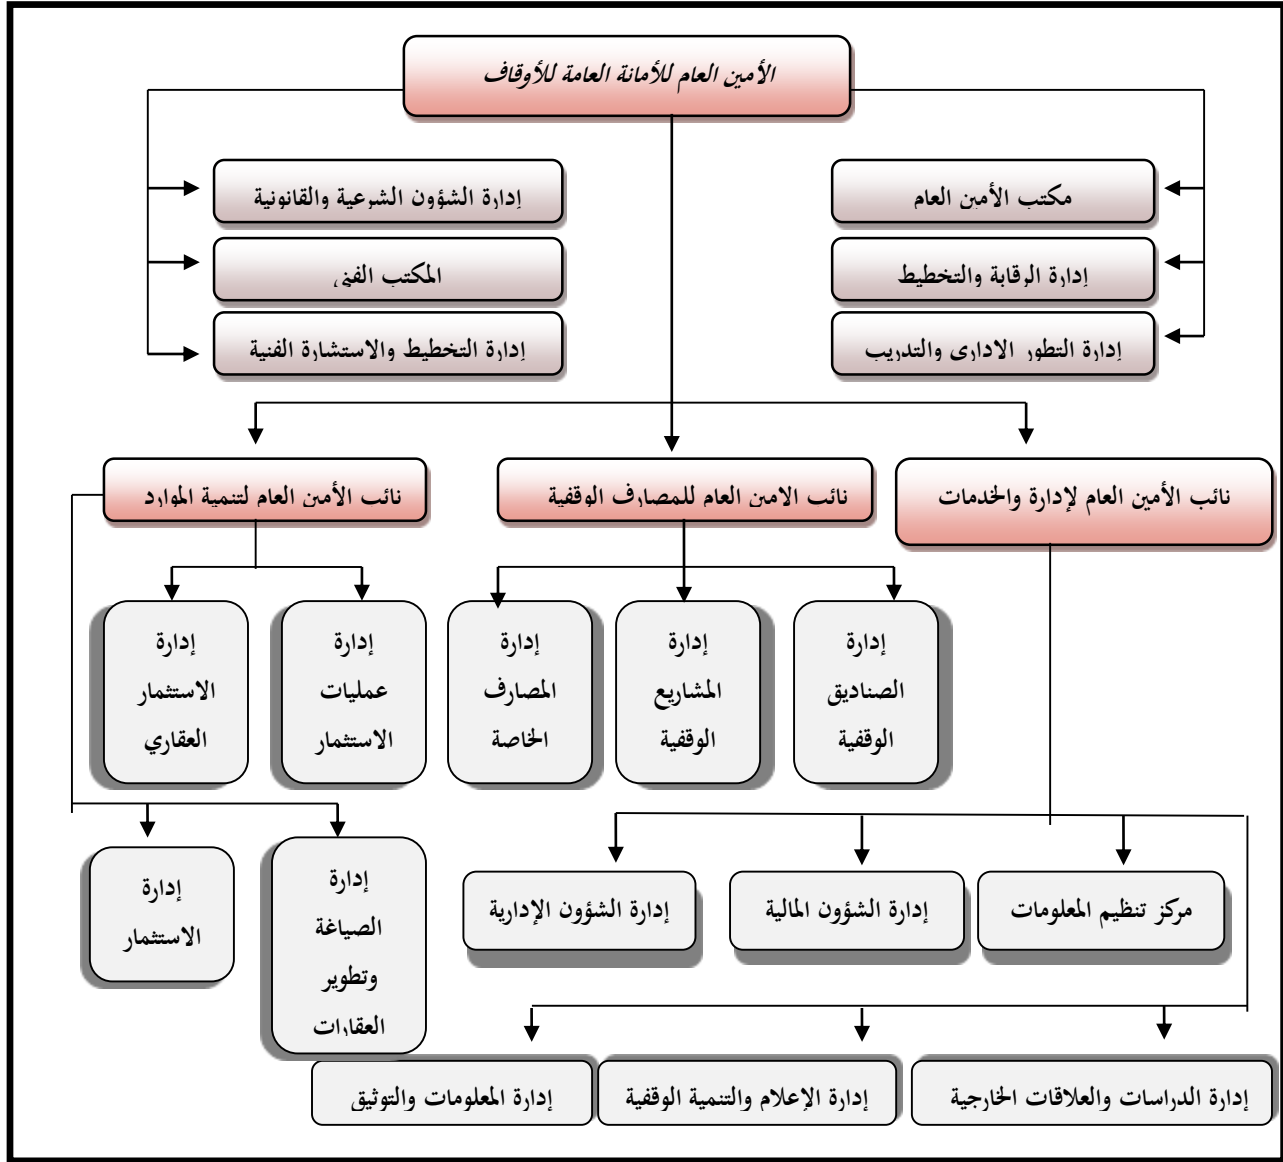 الأمين العام للأمانة العامة للأوقاف
مكتب الأمين العام
إدارة الشؤون الشرعية والقانونية
إدارة الرقابة والتخطيط
المكتب الفني
إدارة التطور الاداري والتدريب
إدارة التخطيط والاستشارة الفنية
نائب الأمين العام لإدارة والخدمات
نائب الامين العام للمصارف الوقفية
نائب الأمين العام لتنمية الموارد
إدارة
الصناديق
الوقفية
إدارة
المشاريع
الوقفية
إدارة
المصارف
الخاصة
إدارة
عمليات
الاستثمار
إدارة
الاستثمار
العقاري
مركز تنظيم المعلومات
إدارة الشؤون المالية
إدارة الشؤون الإدارية
إدارة
الصياغة
وتطوير
العقارات
إدارة
الاستثمار
إدارة الدراسات والعلاقات الخارجية
إدارة الإعلام والتنمية الوقفية
إدارة المعلومات والتوثيق